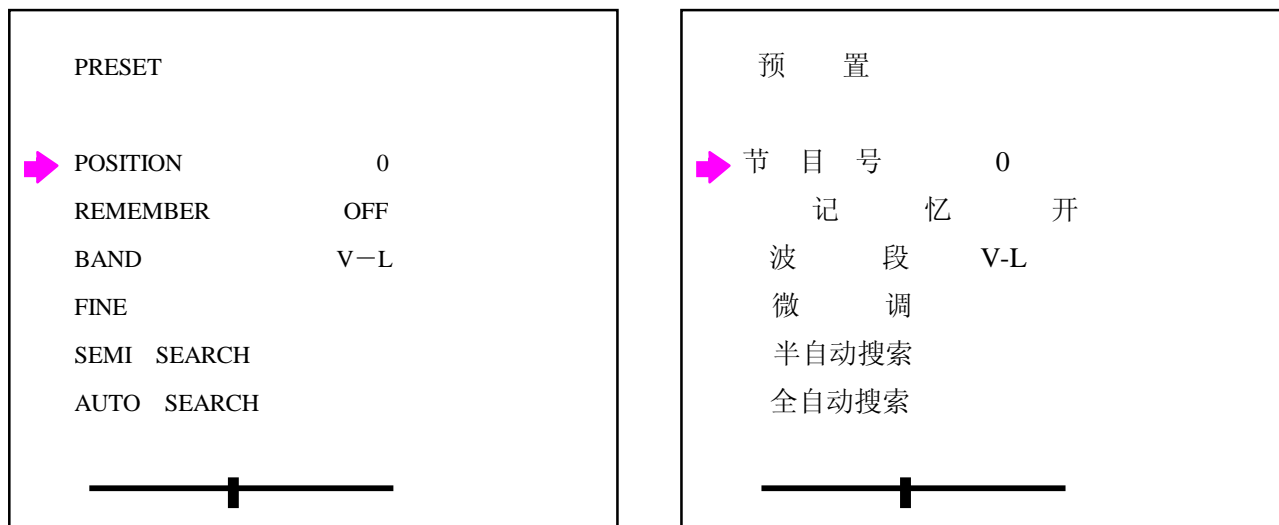 PRESET
POSITION 0
REMEMBER OFF
BAND V－L
FINE
SEMI SEARCH
AUTO SEARCH
预 置
节 目 号 0
记 忆 开
波 段 V-L
微 调
半自动搜索
全自动搜索